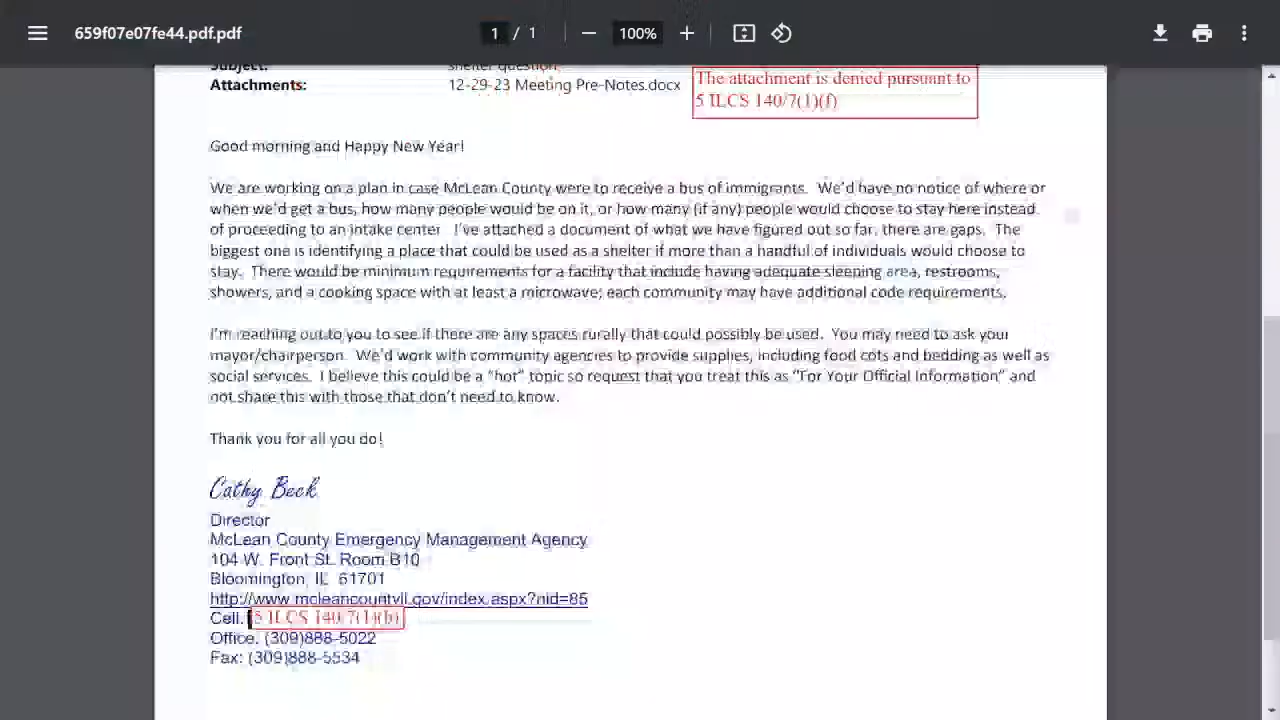 659f07e07fe44.pdf.pdf
1 / 1
100%
Subject: shelter question
Attachments: 12-29-23 Meeting Pre-Notes.docx
The attachment is denied pursuant to
5 ILCS 140/7(1)(f)
Good morning and Happy New Year!
We are working on a plan in case McLean County were to receive a bus of immigrants. We'd have no notice of where or
when we'd get a bus, how many people would be on it, or how many (if any) people would choose to stay here instead
of proceeding to an intake center. I've attached a document of what we have figured out so far, there are gaps. The
biggest one is identifying a place that could be used as a shelter if more than a handful of individuals would choose to
stay. There would be minimum requirements for a facility that include having adequate sleeping area, restrooms,
showers, and a cooking space with at least a microwave; each community may have additional code requirements.
I'm reaching out to you to see if there are any spaces rurally that could possibly be used. You may need to ask your
mayor/chairperson. We'd work with community agencies to provide supplies, including food cots and bedding as well as
social services. I believe this could be a "hot" topic so request that you treat this as "For Your Official Information" and
not share this with those that don't need to know.
Thank you for all you do!
Cathy Beck
Director
McLean County Emergency Management Agency
104 W. Front St. Room B10
Bloomington, IL 61701
http://www.mcleancountyil.gov/index.aspx?nid=85
Cell. 5 ILCS 140/7(1)(b)
Office. (309)888-5022
Fax: (309)888-5534